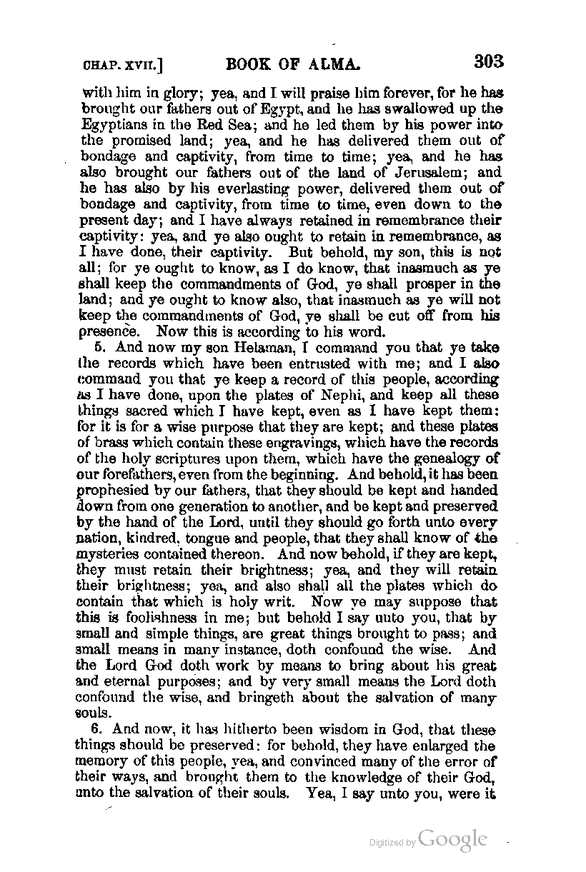 CHAP. XVII.] BOOK OF ALMA. 303
with him in glory; yea, and I will praise him forever, for he has
brought our fathers out of Egypt, and he has swallowed up the
Egyptians in the Red Sea; and he led them by his power into
the promised land; yea, and he has delivered them out of
bondage and captivity, from time to time; yea, and he has
also brought our fathers out of the land of Jerusalem; and
he has also by his everlasting power, delivered them out of
bondage and captivity, from time to time, even down to the
present day; and I have always retained in remembrance their
captivity: yea, and ye also ought to retain in remembrance, as
I have done, their captivity. But behold, my son, this is not
all; for ye ought to know, as I do know, that inasmuch as ye
shall keep the commandments of God, ye shall prosper in the
land; and ye ought to know also, that inasmuch as ye will not
keep the commandments of God, ye shall be cut off from his
presence. Now this is according to his word.
5. And now my son Helaman, I command you that ye take
the records which have been entrusted with me; and I also
command you that ye keep a record of this people, according
as I have done, upon the plates of Nephi, and keep all these
things sacred which I have kept, even as I have kept them:
for it is for a wise purpose that they are kept; and these plates
of brass which contain these engravings, which have the records
of the holy scriptures upon them, which have the genealogy of
our forefathers, even from the beginning. And behold, it has been
prophesied by our fathers, that they should be kept and handed
down from one generation to another, and be kept and preserved
by the hand of the Lord, until they should go forth unto every
nation, kindred, tongue and people, that they shall know of the
mysteries contained thereon. And now behold, if they are kept,
they must retain their brightness; yea, and they will retain
their brightness; yea, and also shall all the plates which do
contain that which is holy writ. Now ye may suppose that
this is foolishness in me; but behold I say unto you, that by
small and simple things, are great things brought to pass; and
small means in many instance, doth confound the wise. And
the Lord God doth work by means to bring about his great
and eternal purposes; and by very small means the Lord doth
confound the wise, and bringeth about the salvation of many
souls.
6. And now, it has hitherto been wisdom in God, that these
things should be preserved: for behold, they have enlarged the
memory of this people, yea, and convinced many of the error of
their ways, and brought them to the knowledge of their God,
unto the salvation of their souls. Yea, I say unto you, were it
Digitized by Google